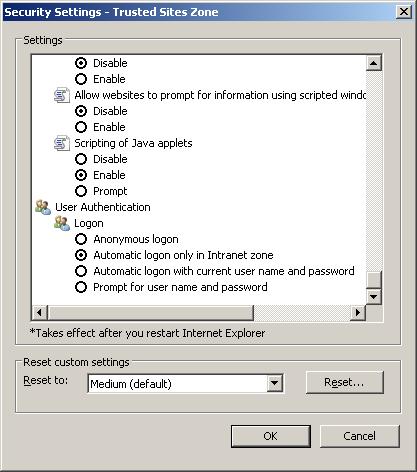 Security Settings - Trusted Sites Zone
Settings
Disable
Enable
Allow websites to prompt for information using scripted windo
Disable
Enable
Scripting of Java applets
Disable
Enable
Prompt
User Authentication
Logon
Anonymous logon
Automatic logon only in Intranet zone
Automatic logon with current user name and password
Prompt for user name and password
*Takes effect after you restart Internet Explorer
Reset custom settings
Reset to: Medium (default) Reset...
OK Cancel